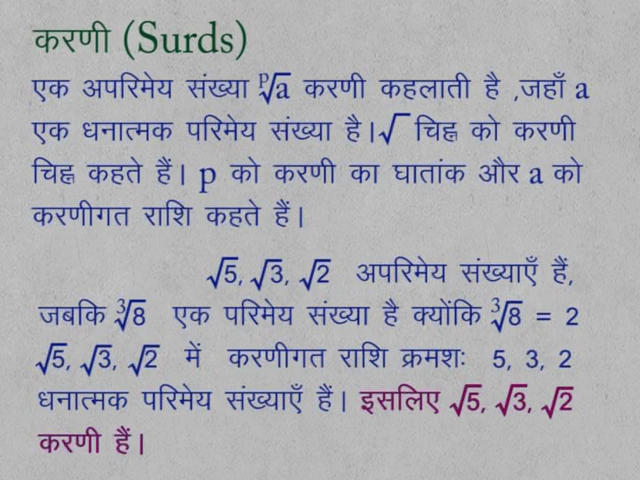 करणी (Surds)
एक अपरिमेय संख्या ᵖ√a करणी कहलाती है ,जहाँ a
एक धनात्मक परिमेय संख्या है।√ चिह्न को करणी
चिह्न कहते हैं। p को करणी का घातांक और a को
करणीगत राशि कहते हैं।
√5, √3, √2 अपरिमेय संख्याएँ हैं,
जबकि ³√8 एक परिमेय संख्या है क्योंकि ³√8 = 2
√5, √3, √2 में करणीगत राशि क्रमशः 5, 3, 2
धनात्मक परिमेय संख्याएँ हैं। इसलिए √5, √3, √2
करणी हैं।